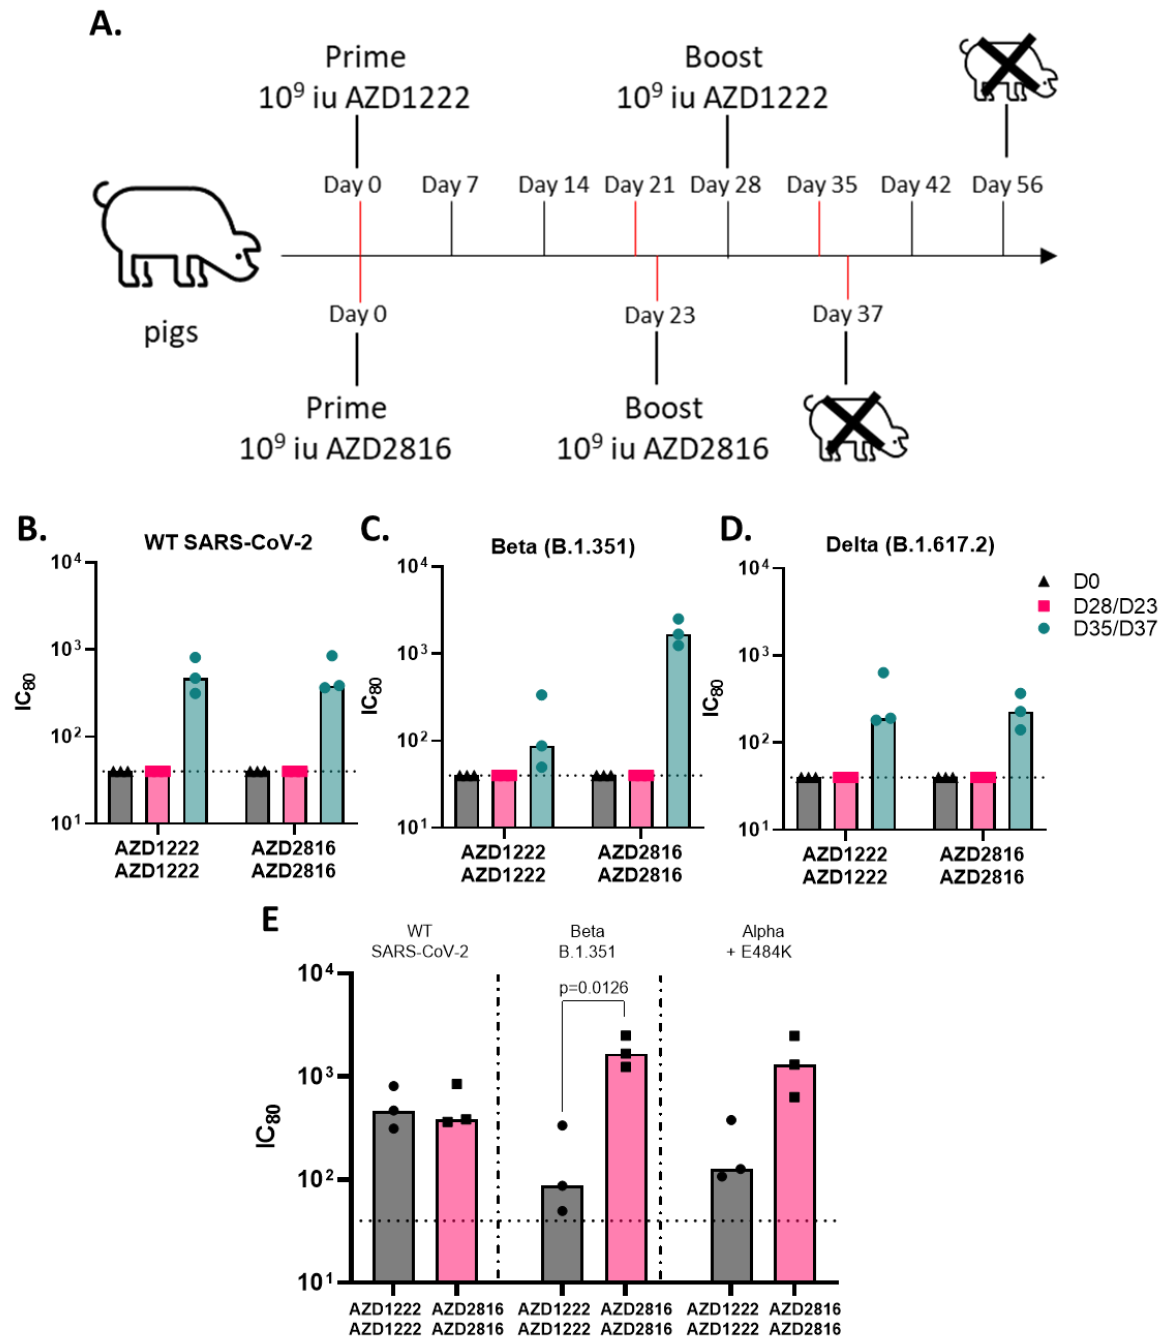 A.
Prime
10⁹ iu AZD1222
Boost
10⁹ iu AZD1222
Day 0 Day 7 Day 14 Day 21 Day 28 Day 35 Day 42 Day 56
pigs
Day 0 Day 23 Day 37
Prime
10⁹ iu AZD2816
Boost
10⁹ iu AZD2816
B.
WT SARS-CoV-2
10⁴
10³
10²
10¹
IC₈₀
AZD1222 AZD2816
AZD1222 AZD2816
C.
Beta (B.1.351)
10⁴
10³
10²
10¹
IC₈₀
AZD1222 AZD2816
AZD1222 AZD2816
D.
Delta (B.1.617.2)
10⁴
10³
10²
10¹
IC₈₀
AZD1222 AZD2816
AZD1222 AZD2816
D0
D28/D23
D35/D37
E
WT
SARS-CoV-2
Beta
B.1.351
Alpha
+ E484K
p=0.0126
10⁴
10³
10²
10¹
IC₈₀
AZD1222 AZD2816 AZD1222 AZD2816 AZD1222 AZD2816
AZD1222 AZD2816 AZD1222 AZD2816 AZD1222 AZD2816